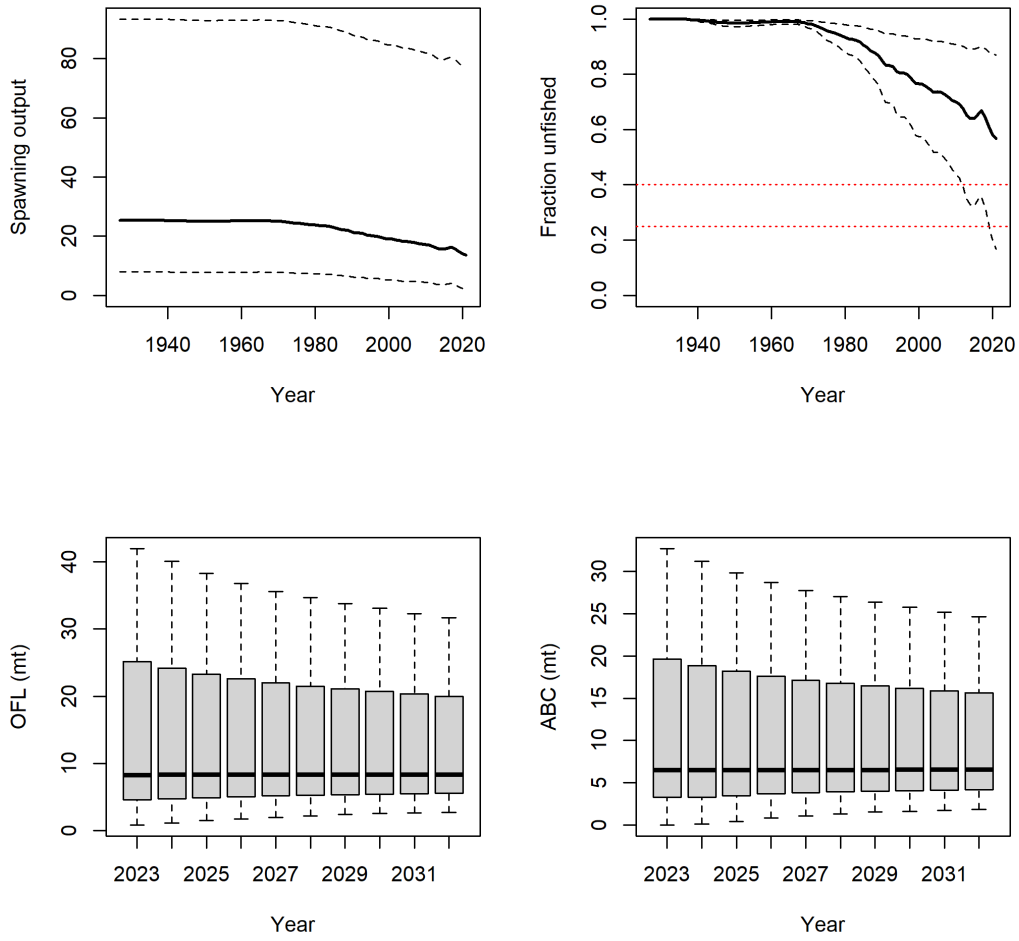 Spawning output
0 20 40 60 80
1940 1960 1980 2000 2020
Year
Fraction unfished
0.0 0.2 0.4 0.6 0.8 1.0
1940 1960 1980 2000 2020
Year
OFL (mt)
0 10 20 30 40
2023 2025 2027 2029 2031
Year
ABC (mt)
0 5 10 15 20 25 30
2023 2025 2027 2029 2031
Year